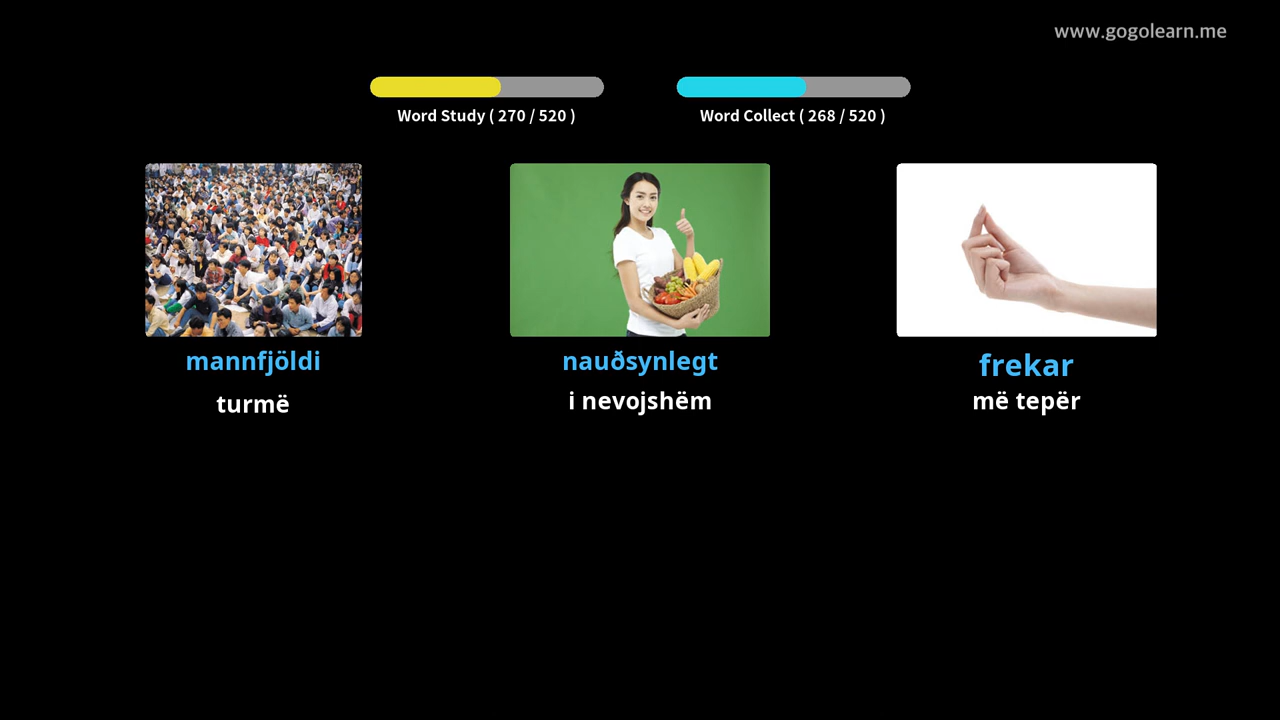 www.gogolearn.me
Word Study ( 270 / 520 )
Word Collect ( 268 / 520 )
mannfjöldi
turmë
nauðsynlegt
i nevojshëm
frekar
më tepër